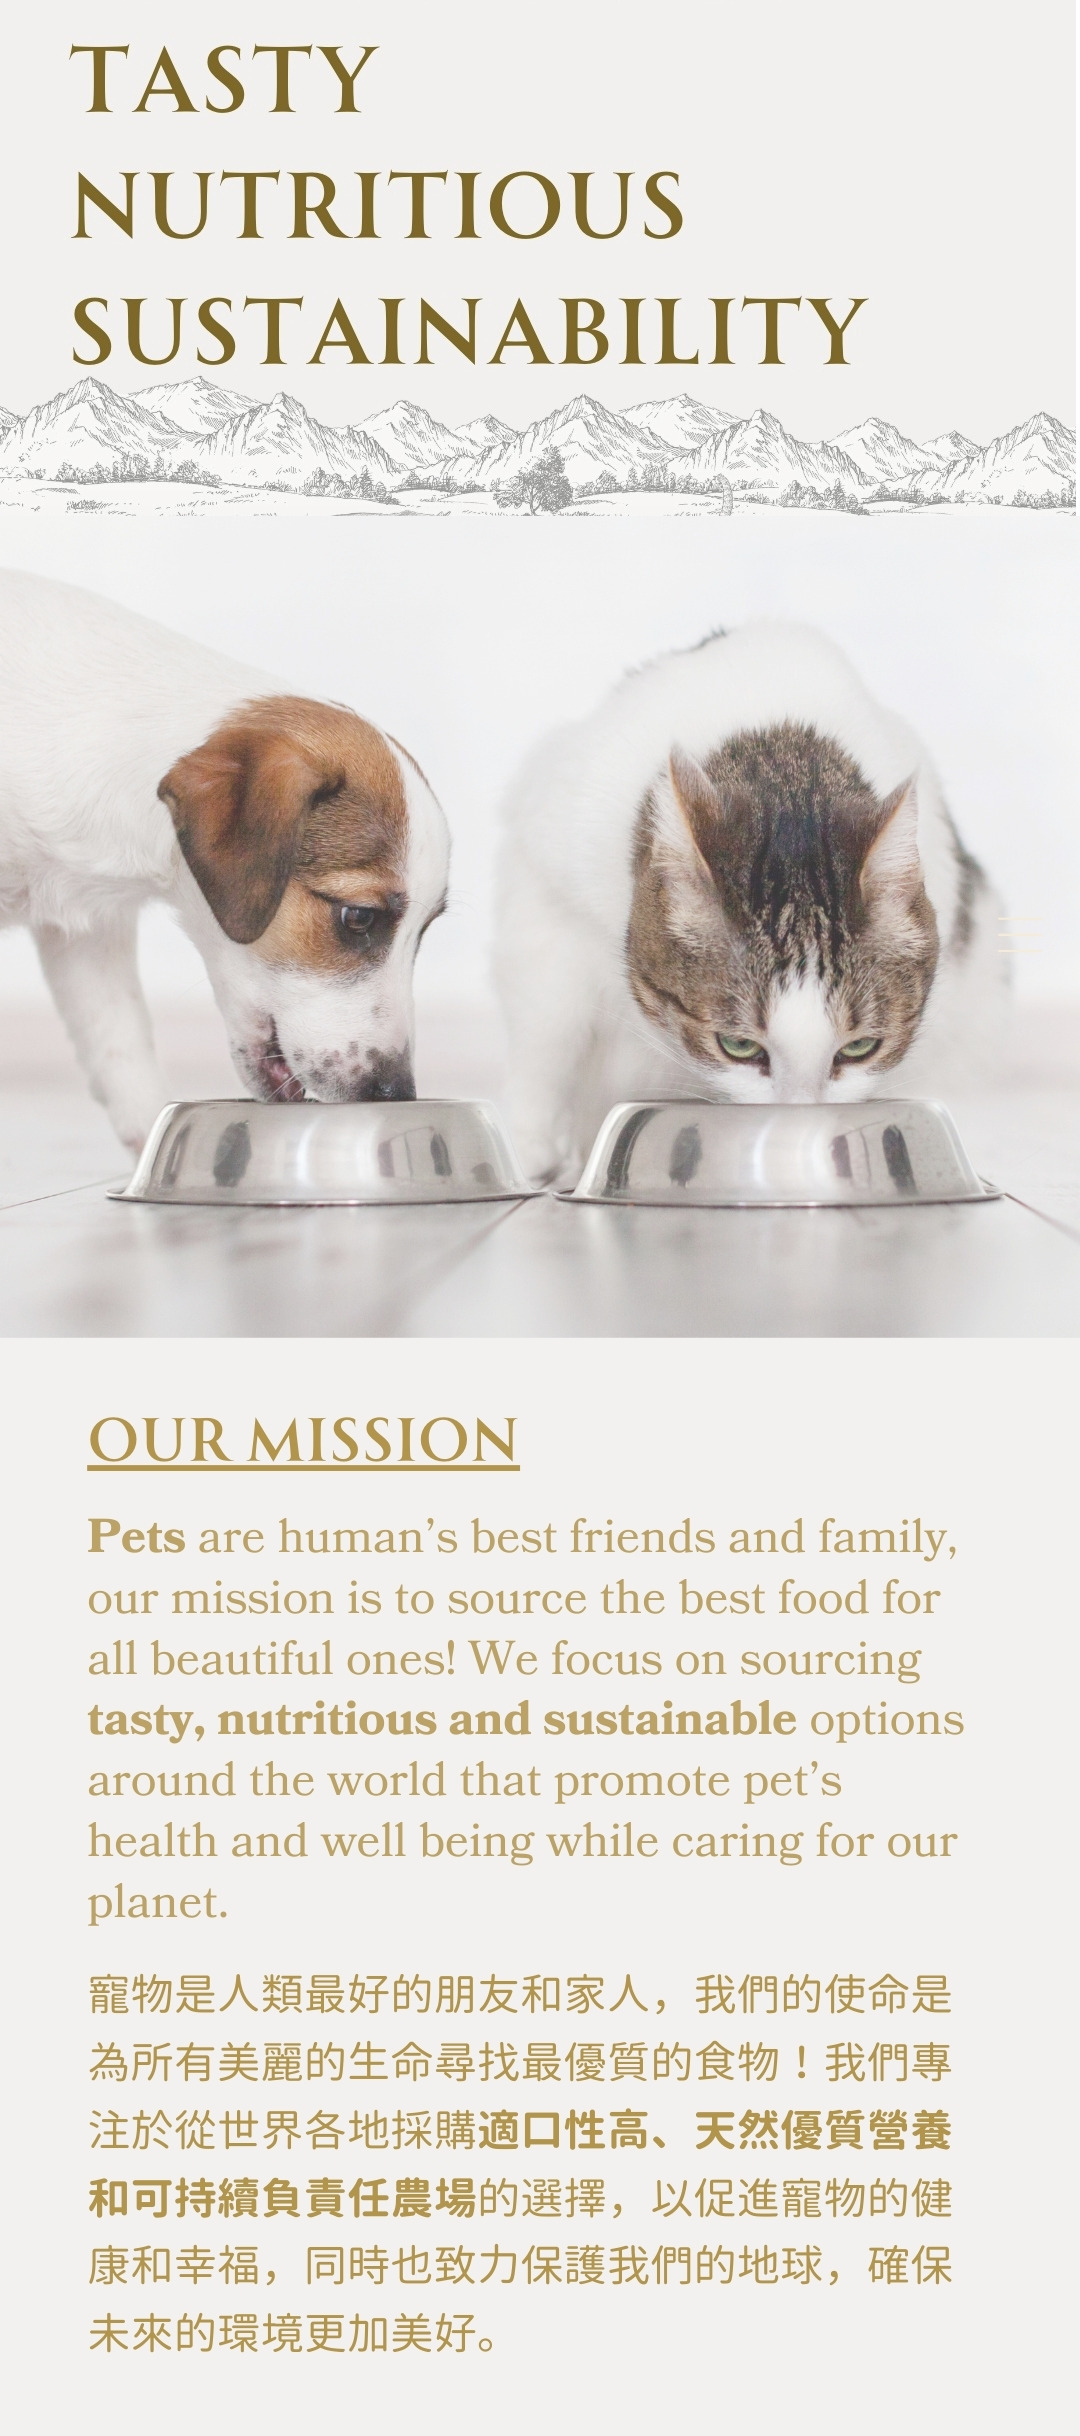 TASTY
NUTRITIOUS
SUSTAINABILITY
OUR MISSION
Pets are human’s best friends and family,
our mission is to source the best food for
all beautiful ones! We focus on sourcing
tasty, nutritious and sustainable options
around the world that promote pet’s
health and well being while caring for our
planet.
寵物是人類最好的朋友和家人，我們的使命是
為所有美麗的生命尋找最優質的食物！我們專
注於從世界各地採購適口性高、天然優質營養
和可持續負責任農場的選擇，以促進寵物的健
康和幸福，同時也致力保護我們的地球，確保
未來的環境更加美好。